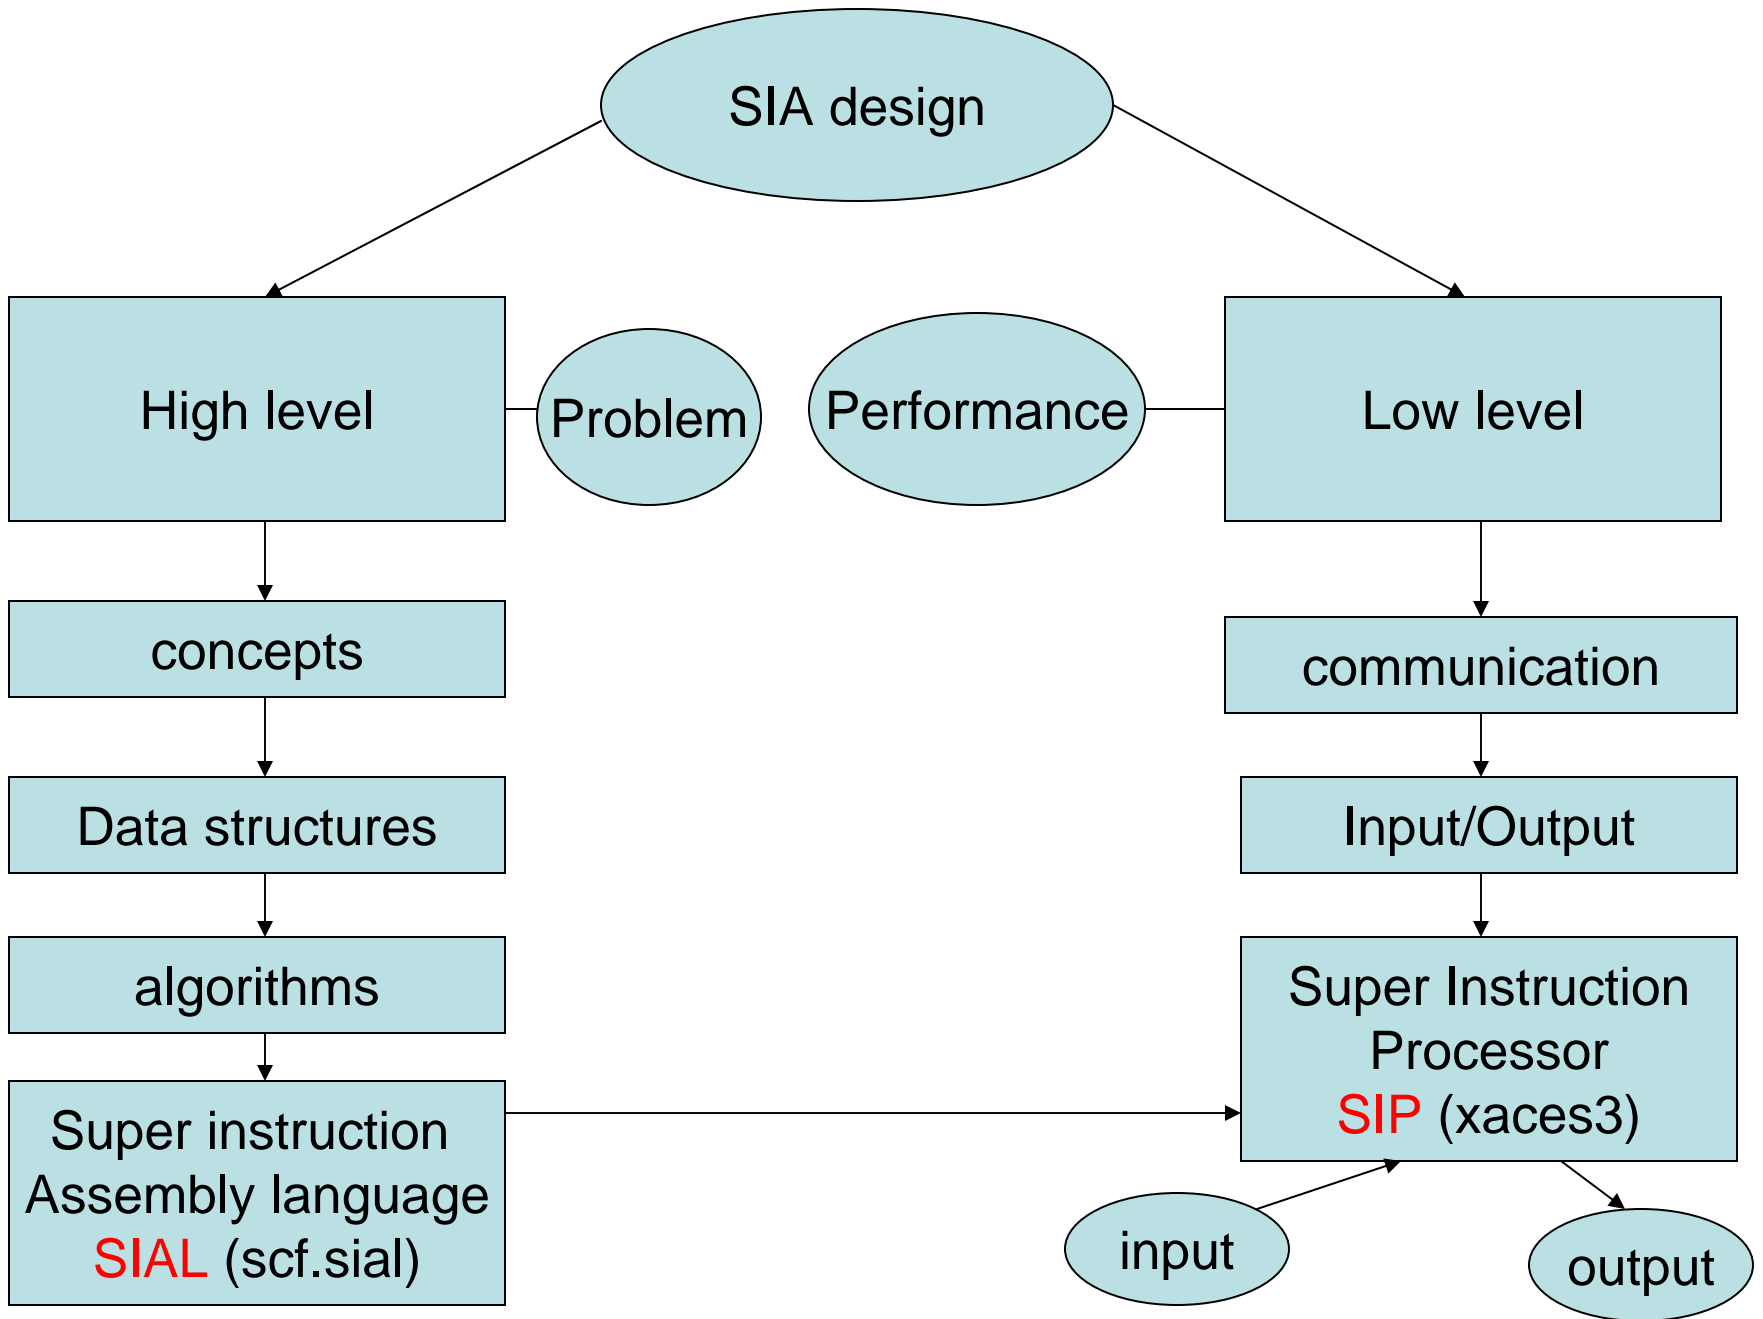 SIA design
High level
Problem
Performance
Low level
concepts
communication
Data structures
Input/Output
algorithms
Super Instruction
Processor
SIP (xaces3)
Super instruction
Assembly language
SIAL (scf.sial)
input
output